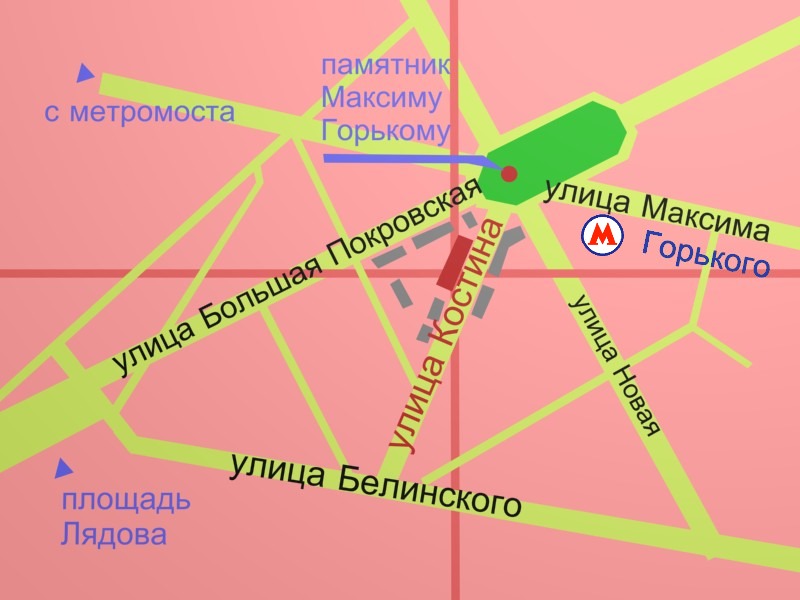 памятник
Максиму
Горькому
с метромоста
улица Максима
М Горького
улица Большая Покровская
улица Костина
улица Новая
улица Белинского
площадь
Лядова